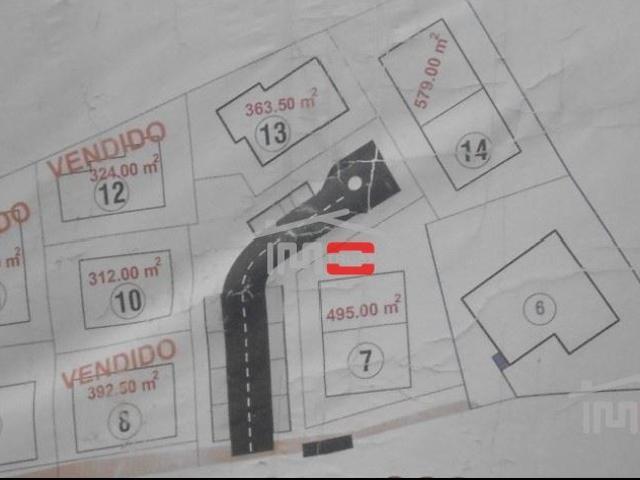 579.00 m²
14
363.50 m²
13
VENDIDO
324.00 m²
12
312.00 m²
10
495.00 m²
7
6
VENDIDO
392.50 m²
8
IMO